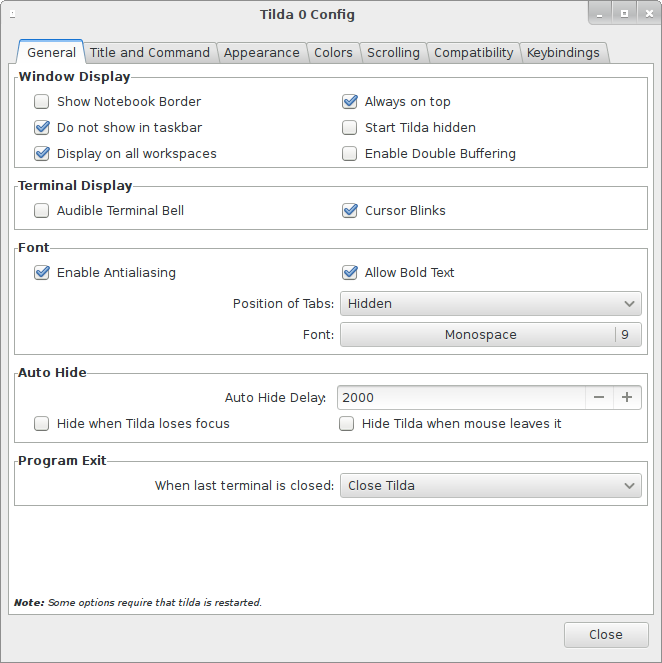 Tilda 0 Config
General Title and Command Appearance Colors Scrolling Compatibility Keybindings
Window Display
Show Notebook Border Always on top
Do not show in taskbar Start Tilda hidden
Display on all workspaces Enable Double Buffering
Terminal Display
Audible Terminal Bell Cursor Blinks
Font
Enable Antialiasing Allow Bold Text
Position of Tabs: Hidden
Font: Monospace 9
Auto Hide
Auto Hide Delay: 2000
Hide when Tilda loses focus Hide Tilda when mouse leaves it
Program Exit
When last terminal is closed: Close Tilda
Note: Some options require that tilda is restarted.
Close